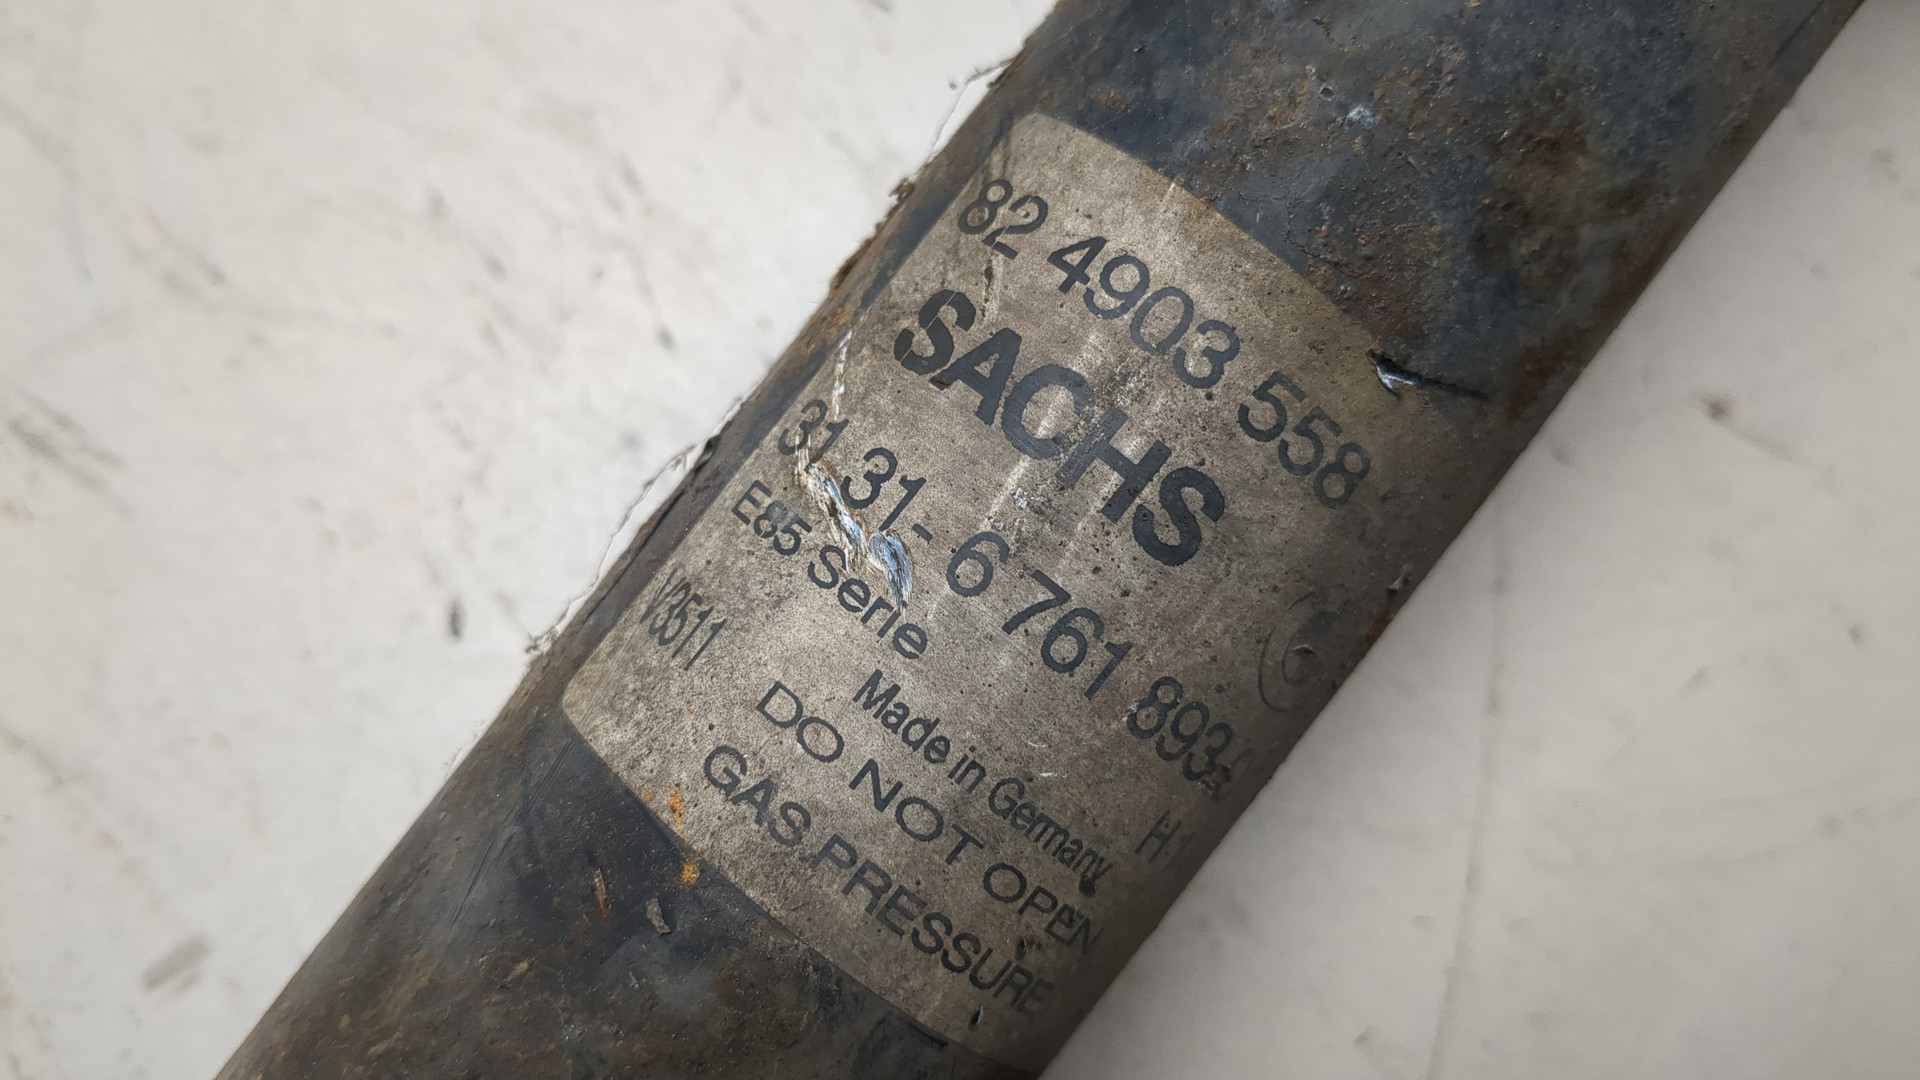 82 4903 558
SACHS
31 31-6 761 893-0
E85 Serie
Made in Germany
V3511
DO NOT OPEN
GAS PRESSURE